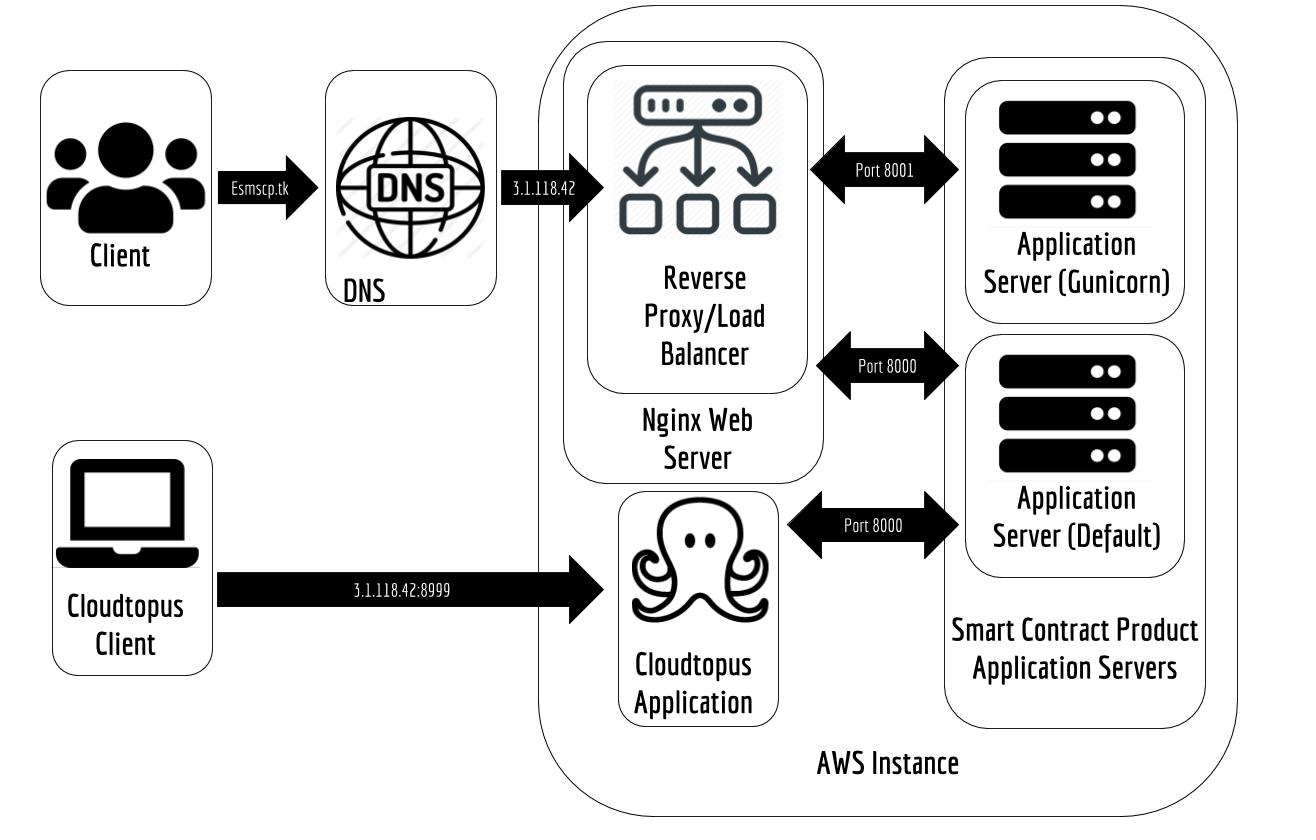 Client
Esmscp.tk
DNS
DNS
3.1.118.42
Reverse
Proxy/Load
Balancer
Nginx Web
Server
Port 8001
Application
Server (Gunicorn)
Port 8000
Application
Server (Default)
Port 8000
Smart Contract Product
Application Servers
Cloudtopus
Client
3.1.118.42:8999
Cloudtopus
Application
AWS Instance